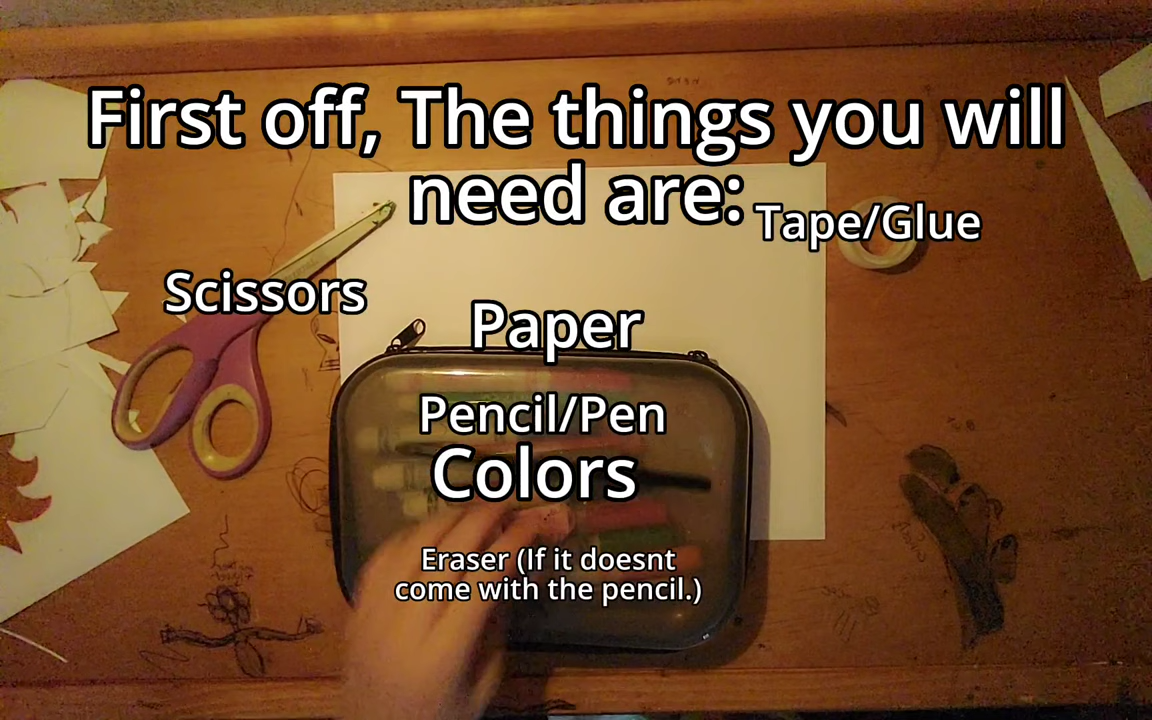 First off, The things you will
need are:
Tape/Glue
Scissors
Paper
Pencil/Pen
Colors
Eraser (If it doesnt
come with the pencil.)